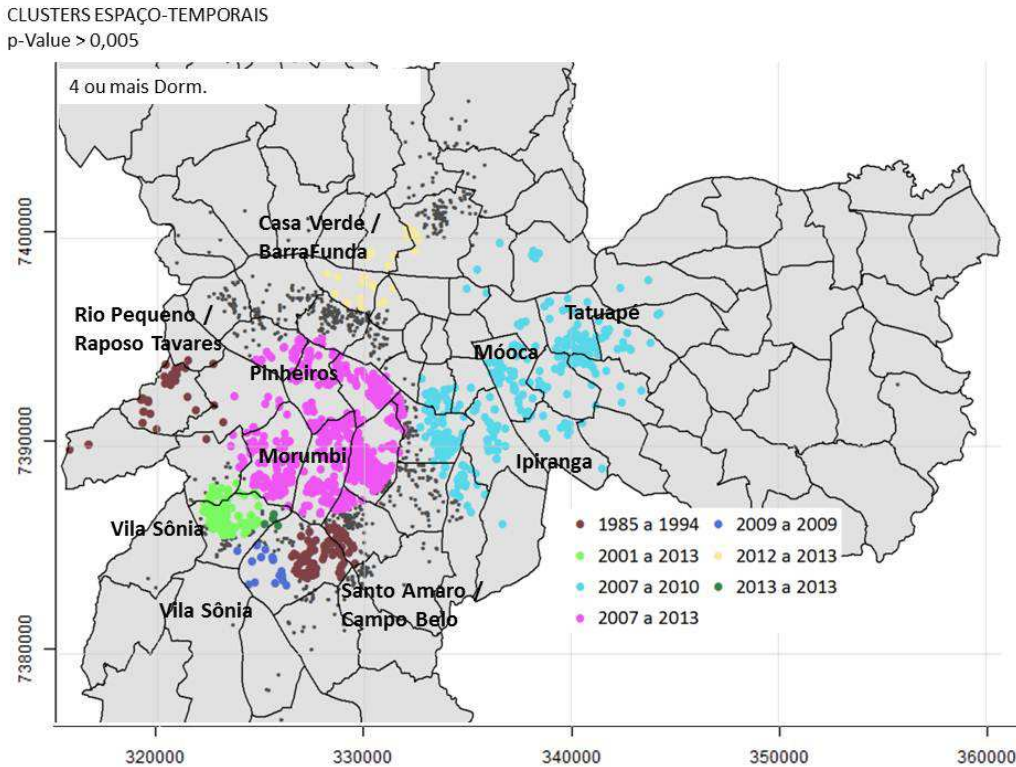 CLUSTERS ESPAÇO-TEMPORAIS
p-Value > 0,005
4 ou mais Dorm.
7400000
7390000
7380000
Casa Verde /
BarraFunda
Rio Pequeno /
Raposo Tavares
Tatuapé
Móoca
Pinheiros
Morumbi
Ipiranga
Vila Sônia
Vila Sônia
Santo Amaro /
Campo Belo
1985 a 1994
2001 a 2013
2007 a 2010
2007 a 2013
2009 a 2009
2012 a 2013
2013 a 2013
320000
330000
340000
350000
360000